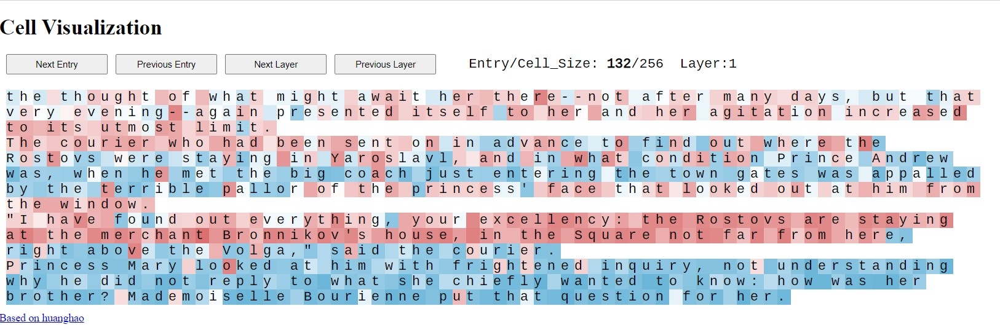 Cell Visualization
Next Entry Previous Entry Next Layer Previous Layer Entry/Cell_Size: 132/256 Layer:1
the thought of what might await her there--not after many days, but that
very evening--again presented itself to her and her agitation increased
to its utmost limit.
The courier who had been sent on in advance to find out where the
Rostovs were staying in Yaroslavl, and in what condition Prince Andrew
was, when he met the big coach just entering the town gates was appalled
by the terrible pallor of the princess' face that looked out at him from
the window.
"I have found out everything, your excellency: the Rostovs are staying
at the merchant Bronnikov's house, in the Square not far from here,
right above the Volga," said the courier.
Princess Mary looked at him with frightened inquiry, not understanding
why he did not reply to what she chiefly wanted to know: how was her
brother? Mademoiselle Bourienne put that question for her.
Based on huanghao